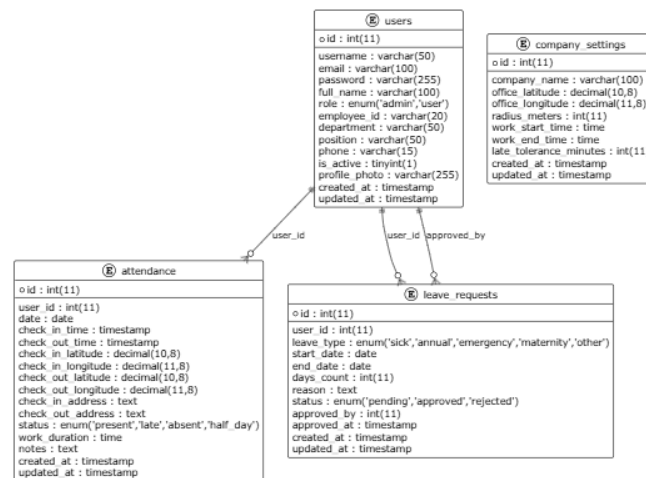 E users
id : int(11)
username : varchar(50)
email : varchar(100)
password : varchar(255)
full_name : varchar(100)
role : enum('admin','user')
employee_id : varchar(20)
department : varchar(50)
position : varchar(50)
phone : varchar(15)
is_active : tinyint(1)
profile_photo : varchar(255)
created_at : timestamp
updated_at : timestamp
E company_settings
id : int(11)
company_name : varchar(100)
office_latitude : decimal(10,8)
office_longitude : decimal(11,8)
radius_meters : int(11)
work_start_time : time
work_end_time : time
late_tolerance_minutes : int(11
created_at : timestamp
updated_at : timestamp
user_id
user_id
approved_by
E attendance
id : int(11)
user_id : int(11)
date : date
check_in_time : timestamp
check_out_time : timestamp
check_in_latitude : decimal(10,8)
check_in_longitude : decimal(11,8)
check_out_latitude : decimal(10,8)
check_out_longitude : decimal(11,8)
check_in_address : text
check_out_address : text
status : enum('present','late','absent','half_day')
work_duration : time
notes : text
created_at : timestamp
updated_at : timestamp
E leave_requests
id : int(11)
user_id : int(11)
leave_type : enum('sick','annual','emergency','maternity','other')
start_date : date
end_date : date
days_count : int(11)
reason : text
status : enum('pending','approved','rejected')
approved_by : int(11)
approved_at : timestamp
created_at : timestamp
updated_at : timestamp